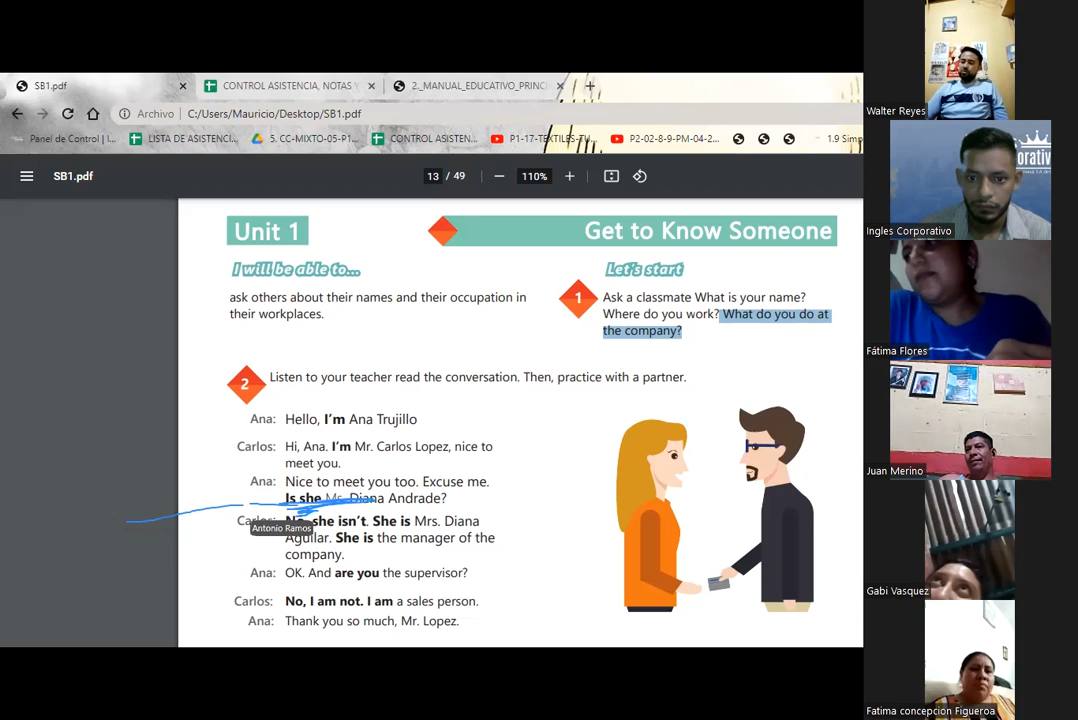 SB1.pdf
CONTROL ASISTENCIA, NOTAS Y
2._MANUAL_EDUCATIVO_PRINC
Archivo | C:/Users/Mauricio/Desktop/SB1.pdf
Panel de Control | I...
LISTA DE ASISTENCI...
5. CC-MIXTO-05-P1...
CONTROL ASISTEN...
P1-17-TEXTILES-TU...
P2-02-8-9-PM-04-2...
1.9 Simp
SB1.pdf
13 / 49
110%
Unit 1
Get to Know Someone
I will be able to...
ask others about their names and their occupation in
their workplaces.
Let's start
1
Ask a classmate What is your name?
Where do you work? What do you do at
the company?
2
Listen to your teacher read the conversation. Then, practice with a partner.
Ana: Hello, I'm Ana Trujillo
Carlos: Hi, Ana. I'm Mr. Carlos Lopez, nice to
meet you.
Ana: Nice to meet you too. Excuse me.
Is she Ms. Diana Andrade?
Carlos: No, she isn't. She is Mrs. Diana
Antonio Ramos
Aguilar. She is the manager of the
company.
Ana: OK. And are you the supervisor?
Carlos: No, I am not. I am a sales person.
Ana: Thank you so much, Mr. Lopez.
Walter Reyes
orativo
Ingles Corporativo
Fátima Flores
Juan Merino
Gabi Vasquez
Fatima concepcion Figueroa